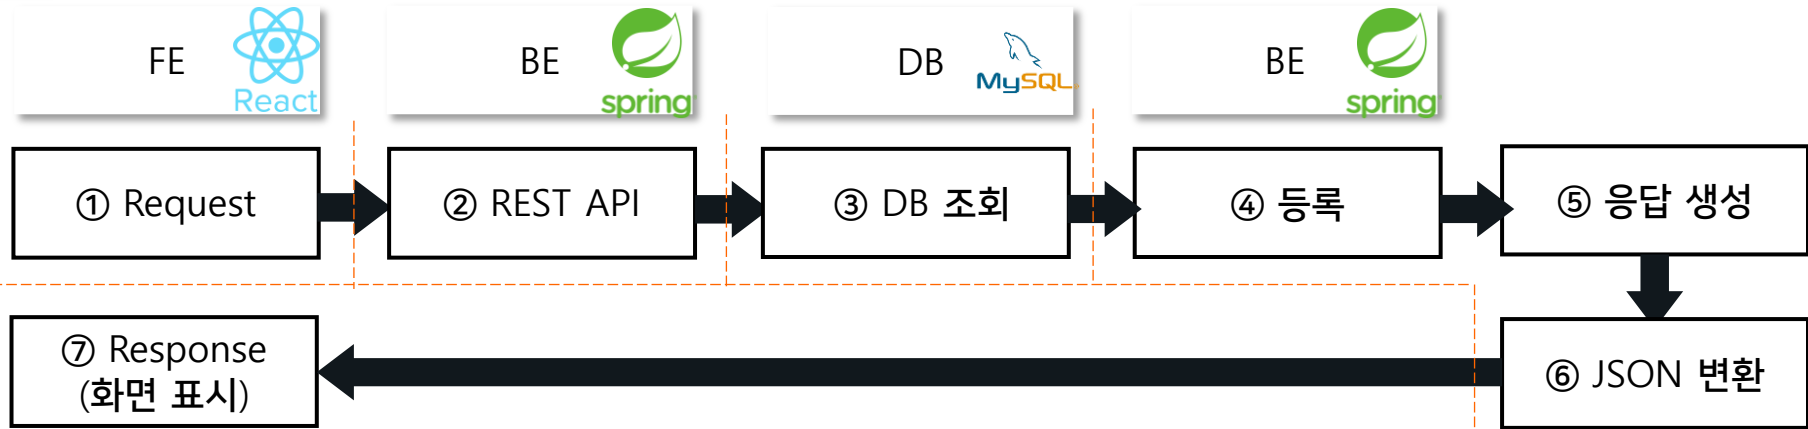 FE
React
BE
spring
DB
MySQL
BE
spring
① Request
② REST API
③ DB 조회
④ 등록
⑤ 응답 생성
⑦ Response
(화면 표시)
⑥ JSON 변환